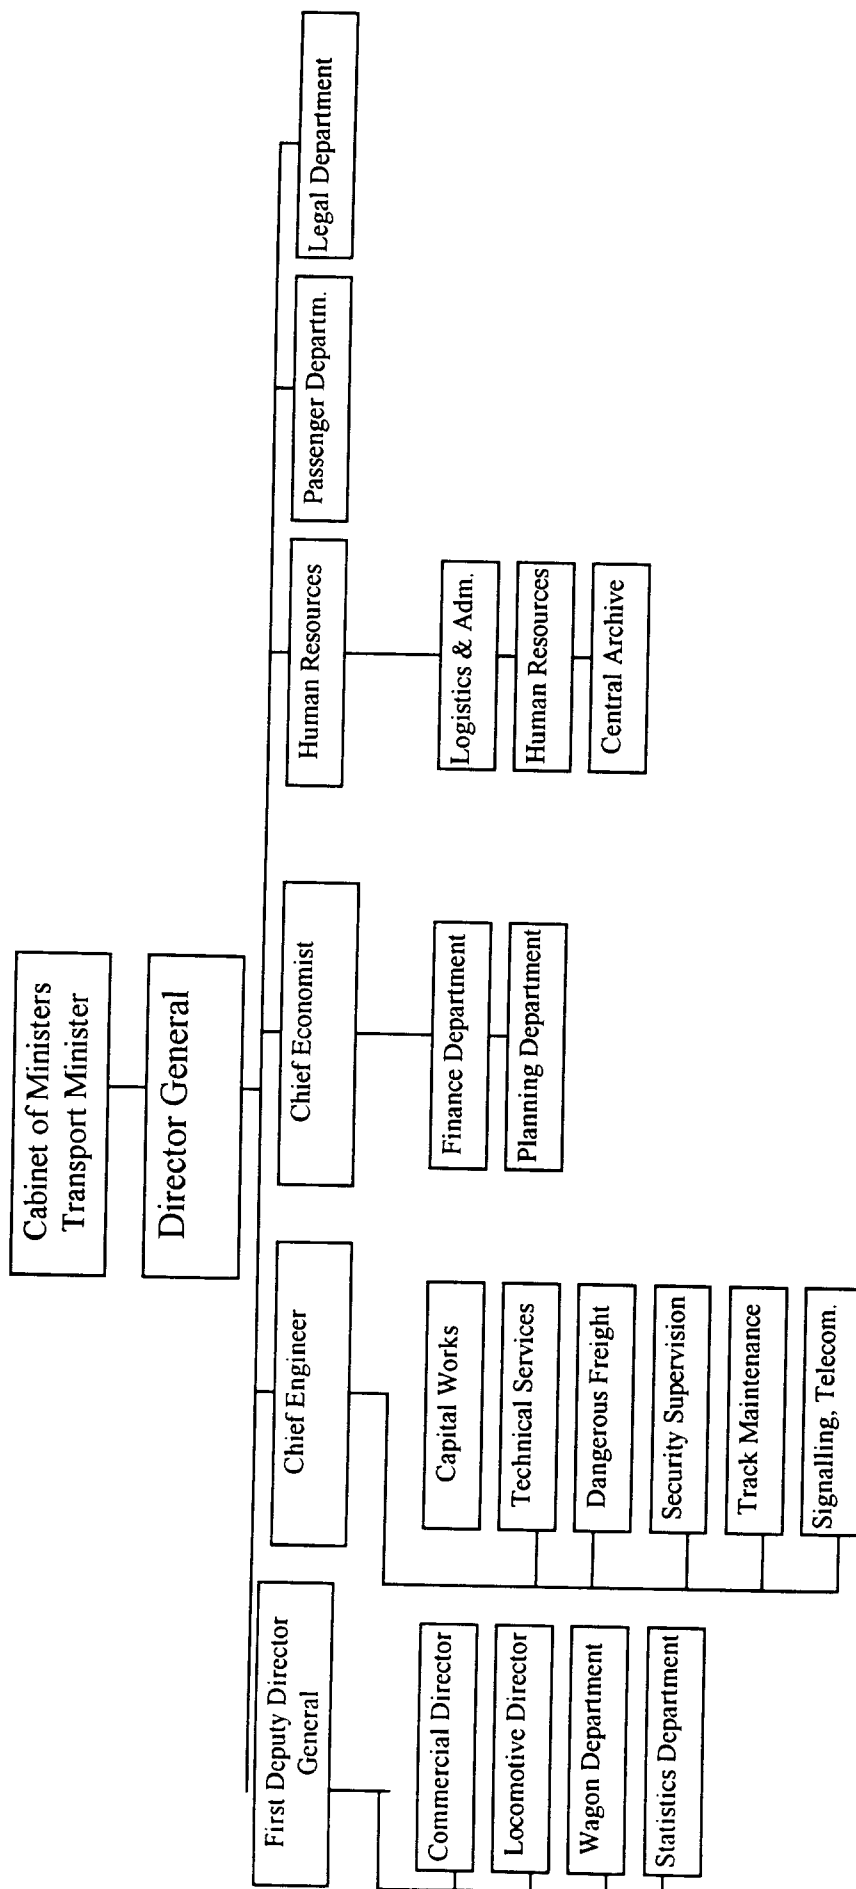 Cabinet of Ministers
Transport Minister
Director General
First Deputy Director
General
Chief Engineer
Chief Economist
Human Resources
Passenger Departm.
Legal Department
Commercial Director
Locomotive Director
Wagon Department
Statistics Department
Capital Works
Technical Services
Dangerous Freight
Security Supervision
Track Maintenance
Signalling, Telecom.
Finance Department
Planning Department
Logistics & Adm.
Human Resources
Central Archive